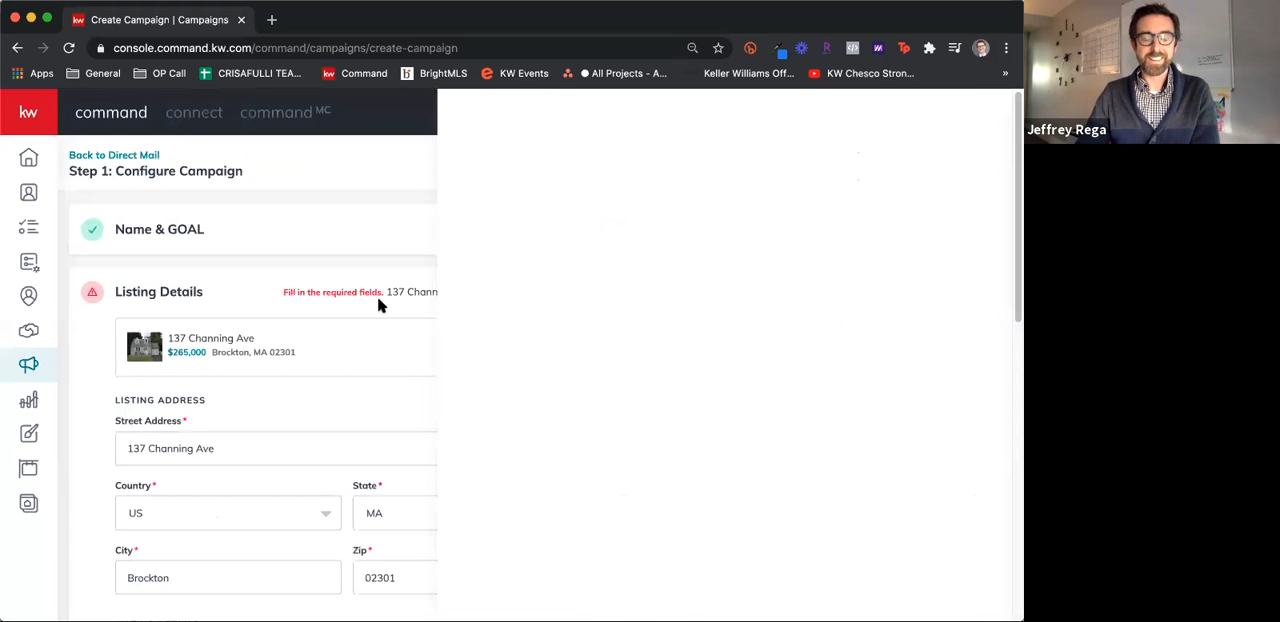 kw Create Campaign | Campaigns
console.command.kw.com/command/campaigns/create-campaign
Apps General OP Call CRISAFULLI TEA... kw Command BrightMLS KW Events All Projects - A... Keller Williams Off... KW Chesco Stron... »
kw command connect command MC
Back to Direct Mail
Step 1: Configure Campaign
Name & GOAL
Listing Details Fill in the required fields. 137 Chann
137 Channing Ave
$265,000 Brockton, MA 02301
LISTING ADDRESS
Street Address*
137 Channing Ave
Country* State*
US MA
City* Zip*
Brockton 02301
Jeffrey Rega